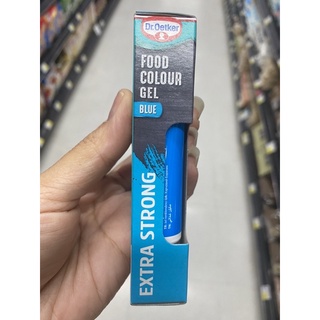 Dr.Oetker
FOOD
COLOUR
GEL
BLUE
EXTRA STRONG